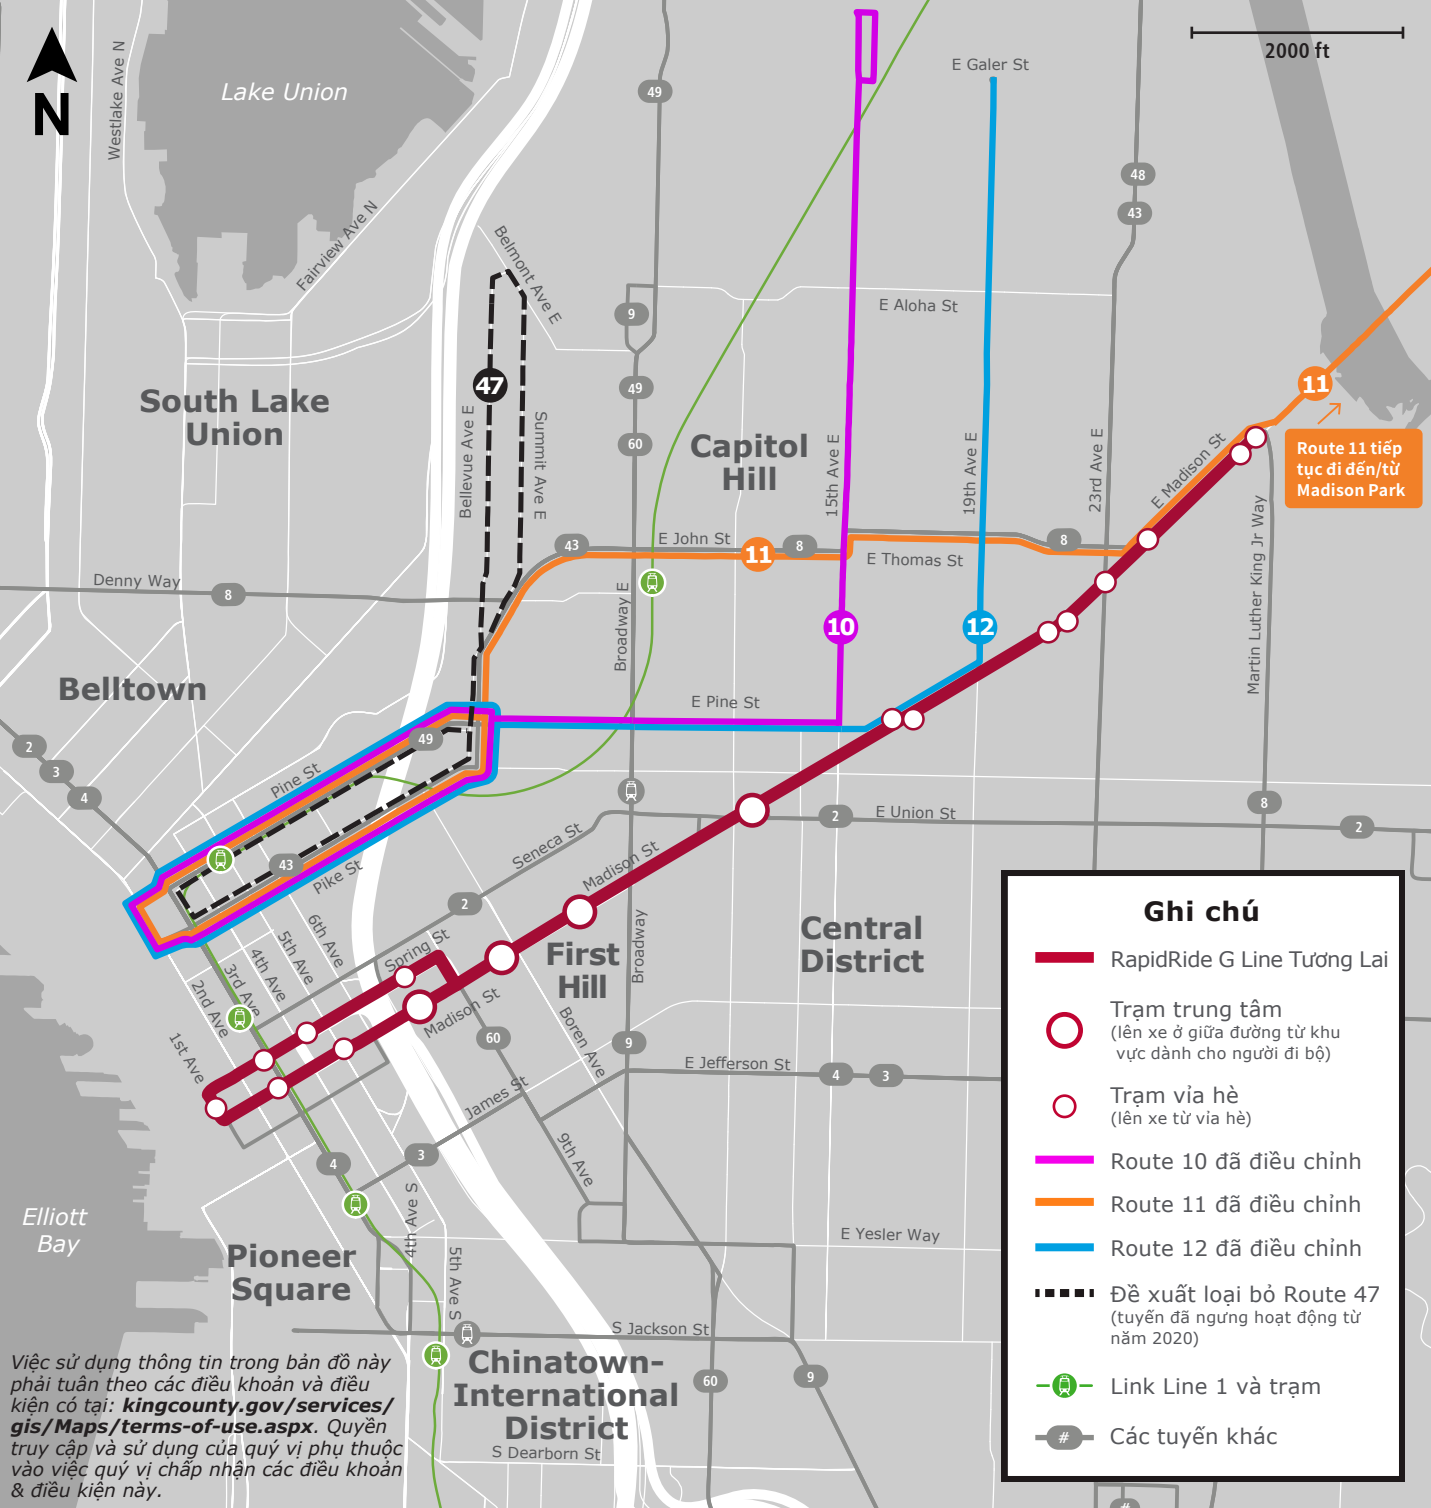 N
Lake Union
Westlake Ave N
Fairview Ave N
2000 ft
E Galer St
49
48
43
Belmont Ave E
9
E Aloha St
47
49
60
11
South Lake
Union
Bellevue Ave E
Summit Ave E
Capitol
Hill
15th Ave E
19th Ave E
23rd Ave E
E Madison St
Route 11 tiếp
tục đi đến/từ
Madison Park
43
E John St
11
8
E Thomas St
8
Martin Luther King Jr Way
Denny Way
8
Broadway E
10
12
Belltown
E Pine St
49
2
3
4
Pine St
43
Pike St
Seneca St
2
E Union St
8
2
Madison St
2
6th Ave
5th Ave
4th Ave
3rd Ave
2nd Ave
1st Ave
Spring St
First
Hill
Broadway
Central
District
Madison St
60
Boren Ave
9
E Jefferson St
4
3
James St
9th Ave
3
4
4th Ave S
5th Ave S
Elliott
Bay
Pioneer
Square
E Yesler Way
S Jackson St
Chinatown-
International
District
60
9
S Dearborn St
Việc sử dụng thông tin trong bản đồ này
phải tuân theo các điều khoản và điều
kiện có tại: kingcounty.gov/services/
gis/Maps/terms-of-use.aspx. Quyền
truy cập và sử dụng của quý vị phụ thuộc
vào việc quý vị chấp nhận các điều khoản
& điều kiện này.
Ghi chú
RapidRide G Line Tương Lai
Trạm trung tâm
(lên xe ở giữa đường từ khu
vực dành cho người đi bộ)
Trạm vỉa hè
(lên xe từ vỉa hè)
Route 10 đã điều chỉnh
Route 11 đã điều chỉnh
Route 12 đã điều chỉnh
Đề xuất loại bỏ Route 47
(tuyến đã ngưng hoạt động từ
năm 2020)
Link Line 1 và trạm
#
Các tuyến khác
#